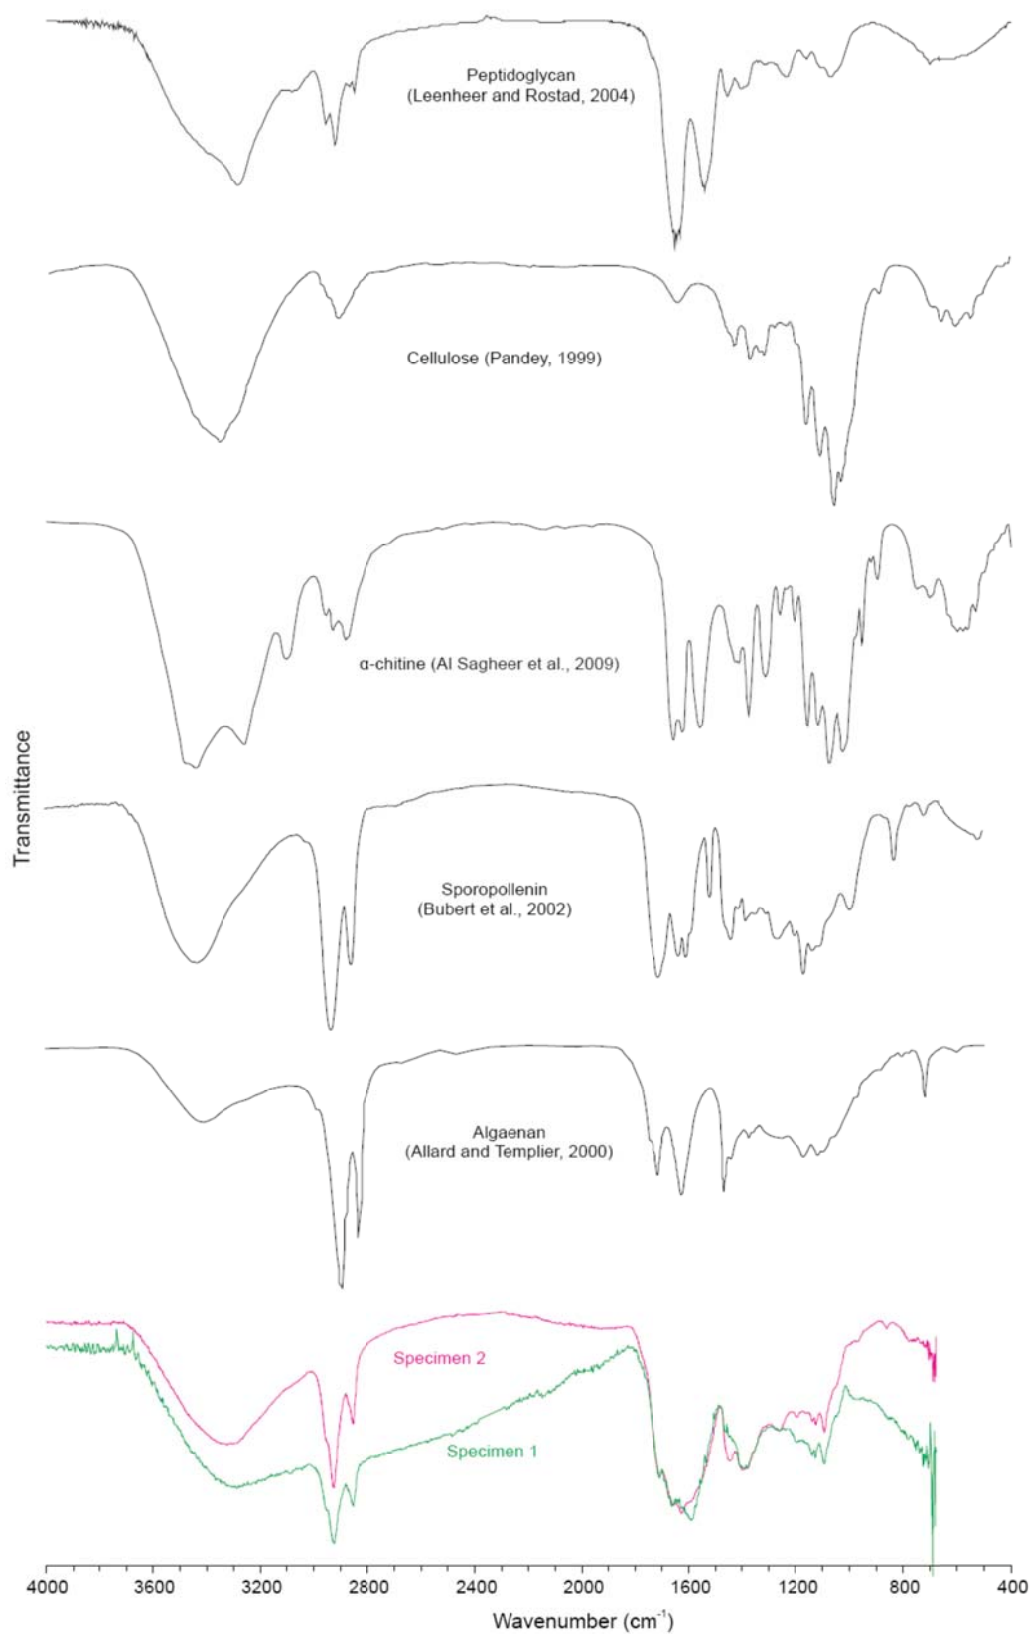 Peptidoglycan
(Leenheer and Rostad, 2004)
Cellulose (Pandey, 1999)
α-chitine (Al Sagheer et al., 2009)
Transmittance
Sporopollenin
(Bubert et al., 2002)
Algaenan
(Allard and Templier, 2000)
Specimen 2
Specimen 1
4000 3600 3200 2800 2400 2000 1600 1200 800 400
Wavenumber (cm⁻¹)